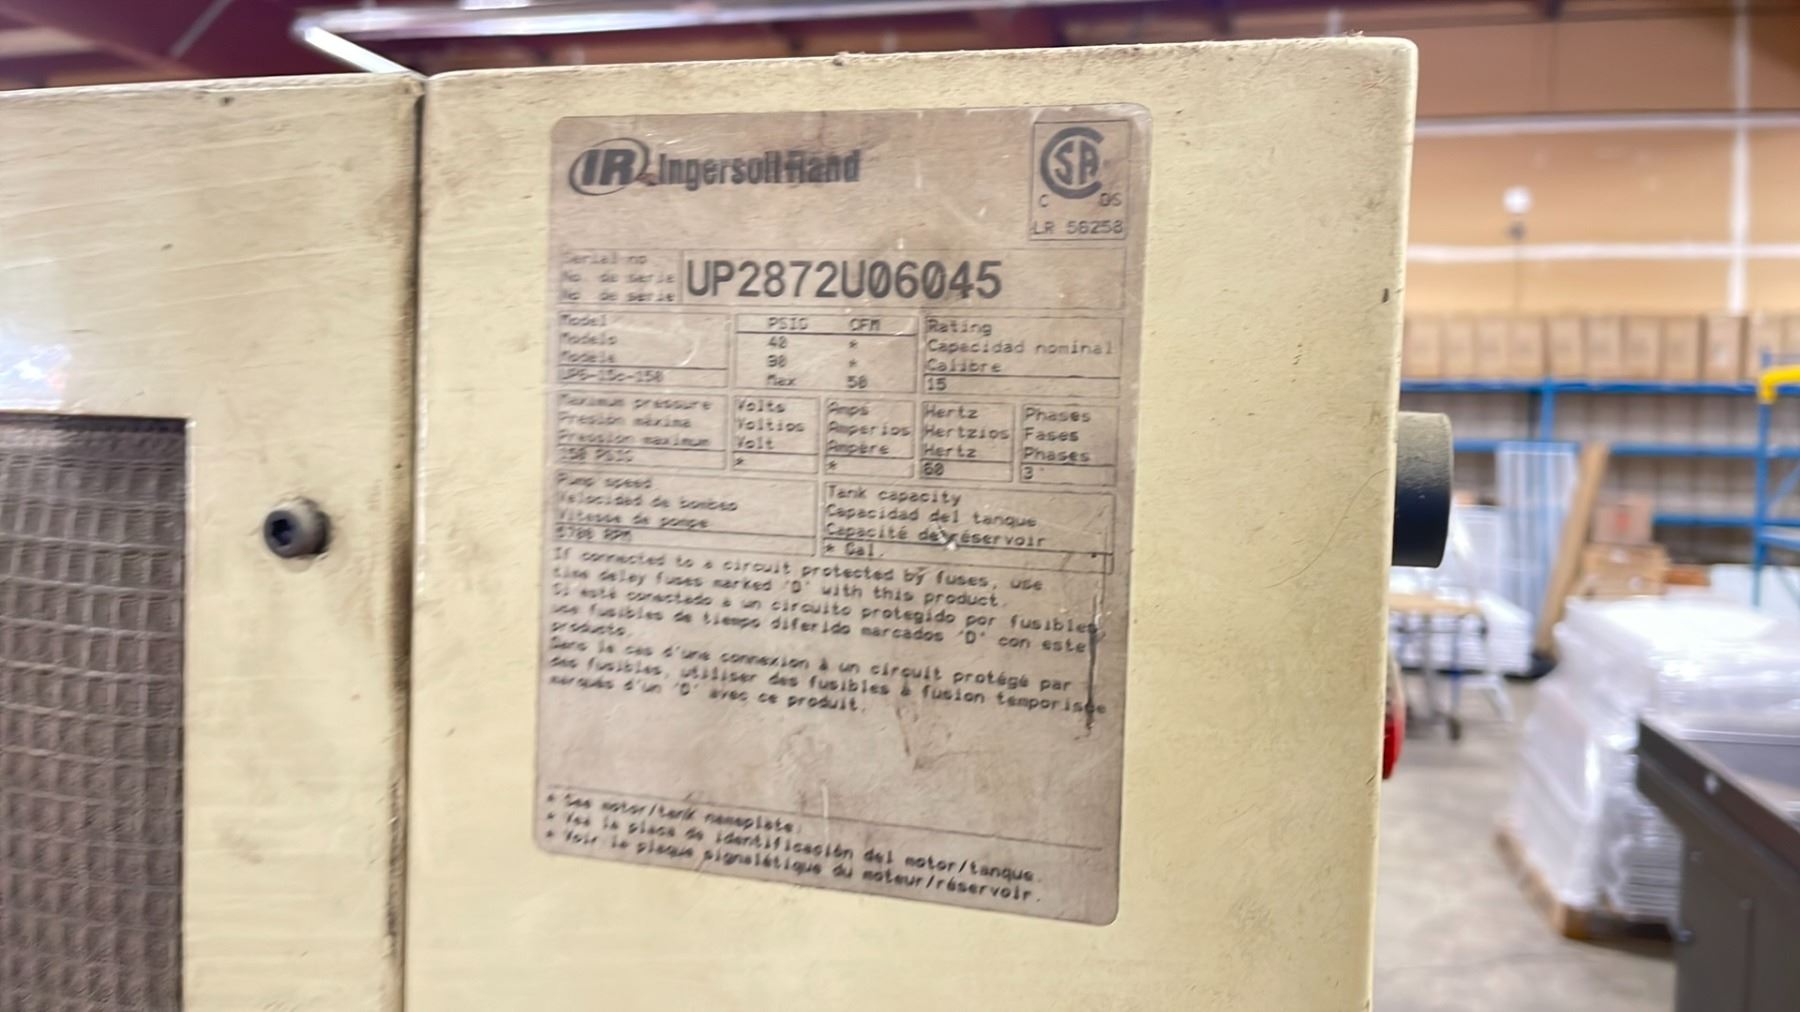 IR Ingersoll-Rand
CSA
C US
LR 56258
Serial no
No. de serie
No. de serie
UP2872U06045
Model
Modelo
Modèle
UP6-15c-150
PSIG CFM
40 *
90 *
Max 50
Rating
Capacidad nominal
Calibre
15
Maximum pressure
Presión máxima
Pression maximum
150 PSIG
Volts
Voltios
Volt
*
Amps
Amperios
Ampère
*
Hertz
Hertzios
Hertz
60
Phases
Fases
Phases
3
Pump speed
Velocidad de bombeo
Vitesse de pompe
Tank capacity
Capacidad del tanque
Capacité de réservoir
* Gal.
If connected to a circuit protected by fuses, use
time delay fuses marked 'D' with this product.
Si esté conectado a un circuito protegido por fusibles
use fusibles de tiempo diferido marcados 'D' con este
producto.
Dans le cas d'une connexion à un circuit protégé par
des fusibles, utiliser des fusibles à fusion temporisée
marqués d'un 'D' avec ce produit.
* See motor/tank nameplate.
* Vea la placa de identificación del motor/tanque.
* Voir la plaque signalétique du moteur/réservoir.